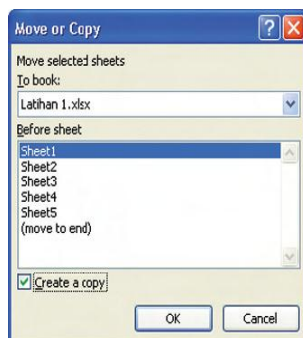 Move or Copy
Move selected sheets
To book:
Latihan 1.xlsx
Before sheet
Sheet1
Sheet2
Sheet3
Sheet4
Sheet5
(move to end)
Create a copy
OK Cancel